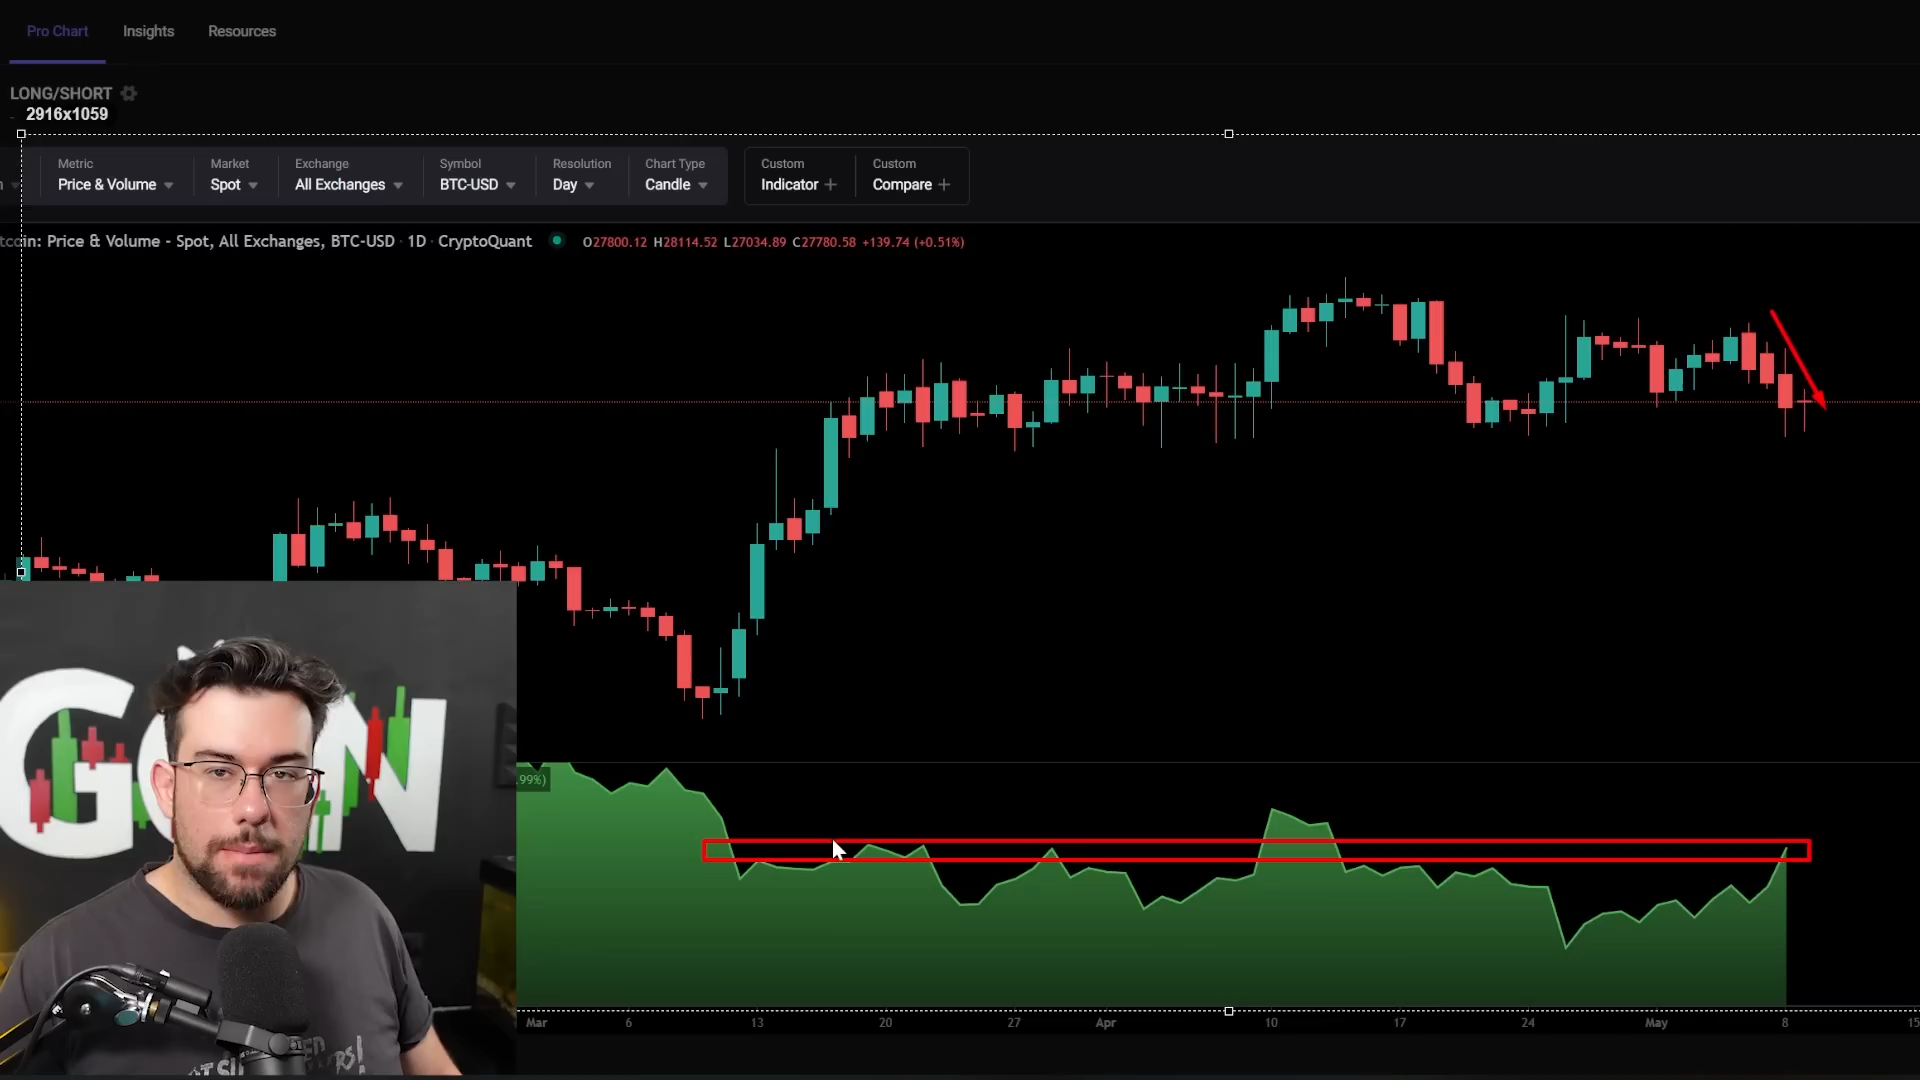 Pro Chart Insights Resources
LONG/SHORT
2916x1059
Metric Market Exchange Symbol Resolution Chart Type Custom Custom
Price & Volume Spot All Exchanges BTC-USD Day Candle Indicator + Compare +
tcoin: Price & Volume - Spot, All Exchanges, BTC-USD · 1D · CryptoQuant O27800.12 H28114.52 L27034.89 C27780.58 +139.74 (+0.51%)
.99%)
Mar 6 13 20 27 Apr 10 17 24 May 8 15